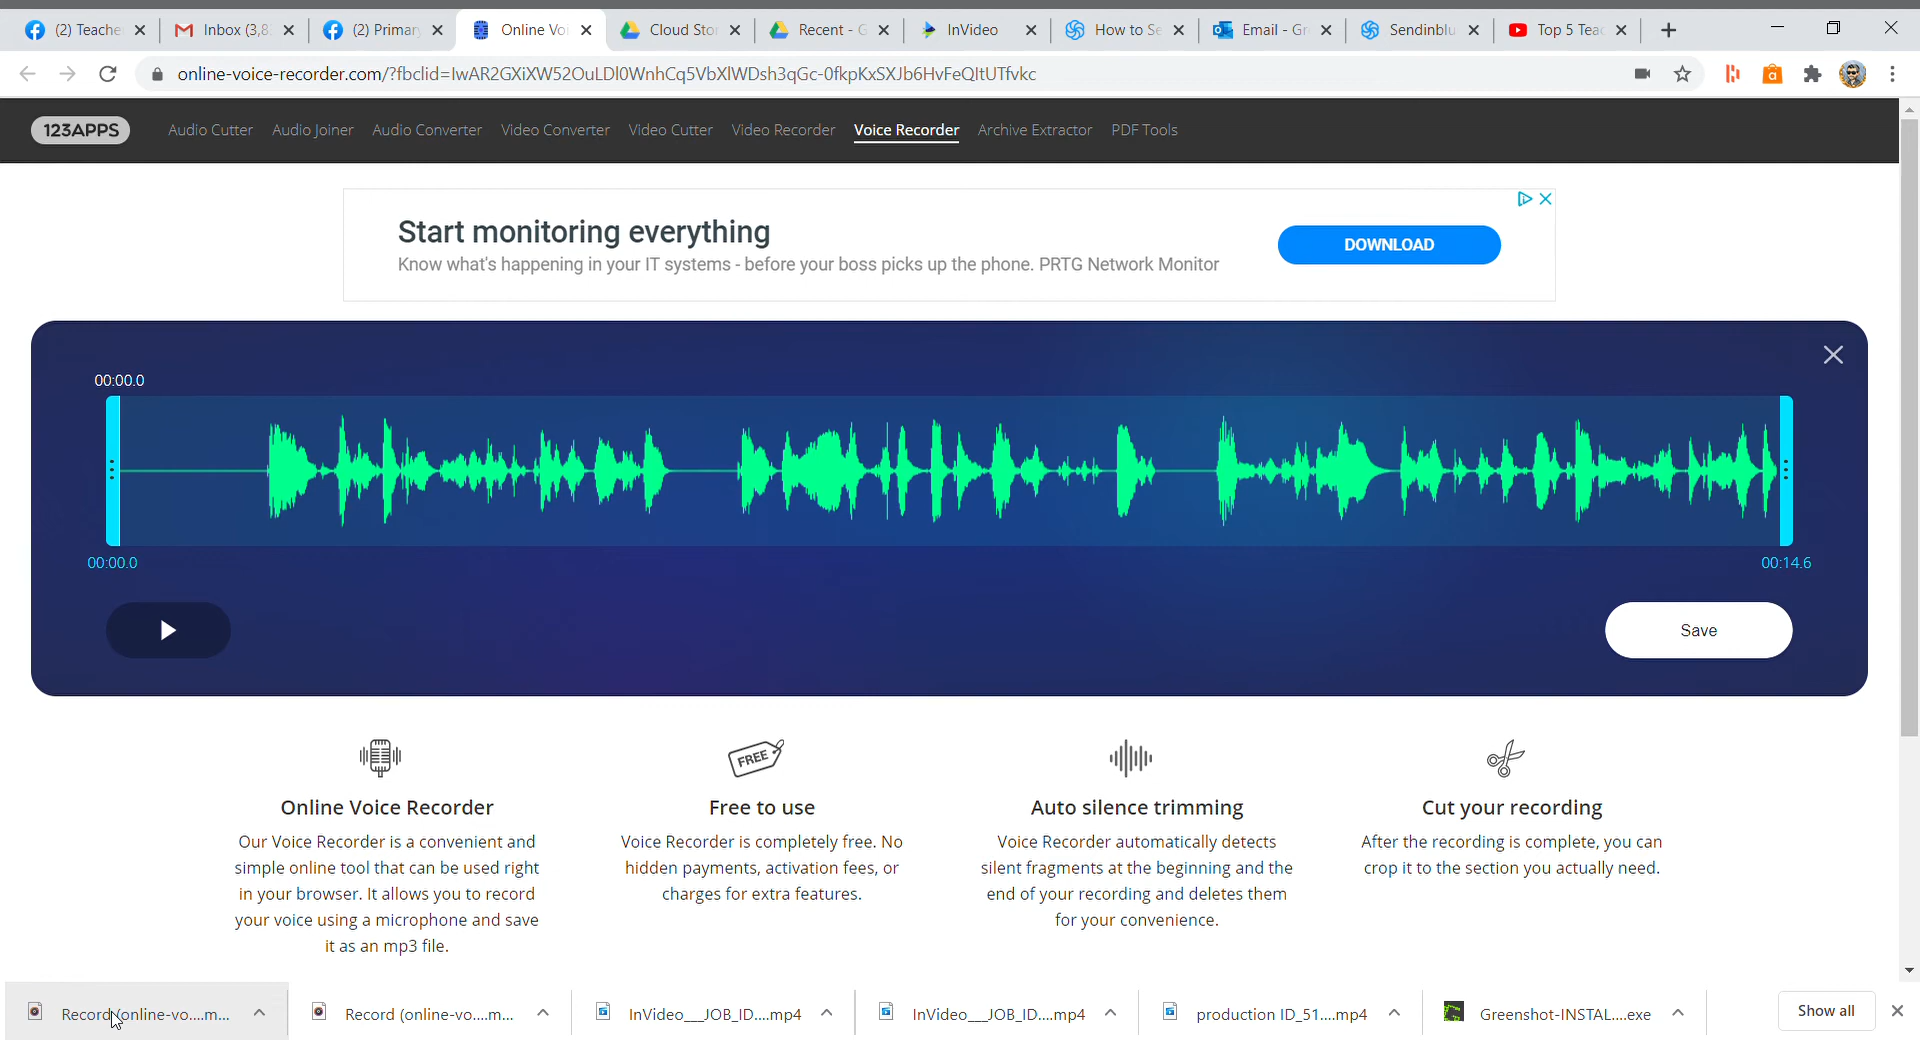 (2) Teache
Inbox (3,8
(2) Primar
Online Vo
Cloud Stor
Recent - G
InVideo
How to Se
Email - Gr
Sendinblu
Top 5 Teac
online-voice-recorder.com/?fbclid=IwAR2GXiXW52OuLDl0WnhCq5VbXlWDsh3qGc-0fkpKxSXJb6HvFeQItUTfvkc
123APPS
Audio Cutter
Audio Joiner
Audio Converter
Video Converter
Video Cutter
Video Recorder
Voice Recorder
Archive Extractor
PDF Tools
Start monitoring everything
Know what's happening in your IT systems - before your boss picks up the phone. PRTG Network Monitor
DOWNLOAD
00:00.0
00:00.0
00:14.6
Save
FREE
Online Voice Recorder
Our Voice Recorder is a convenient and
simple online tool that can be used right
in your browser. It allows you to record
your voice using a microphone and save
it as an mp3 file.
Free to use
Voice Recorder is completely free. No
hidden payments, activation fees, or
charges for extra features.
Auto silence trimming
Voice Recorder automatically detects
silent fragments at the beginning and the
end of your recording and deletes them
for your convenience.
Cut your recording
After the recording is complete, you can
crop it to the section you actually need.
Record (online-vo....m...
Record (online-vo....m...
InVideo___JOB_ID....mp4
InVideo___JOB_ID....mp4
production ID_51....mp4
Greenshot-INSTAL....exe
Show all